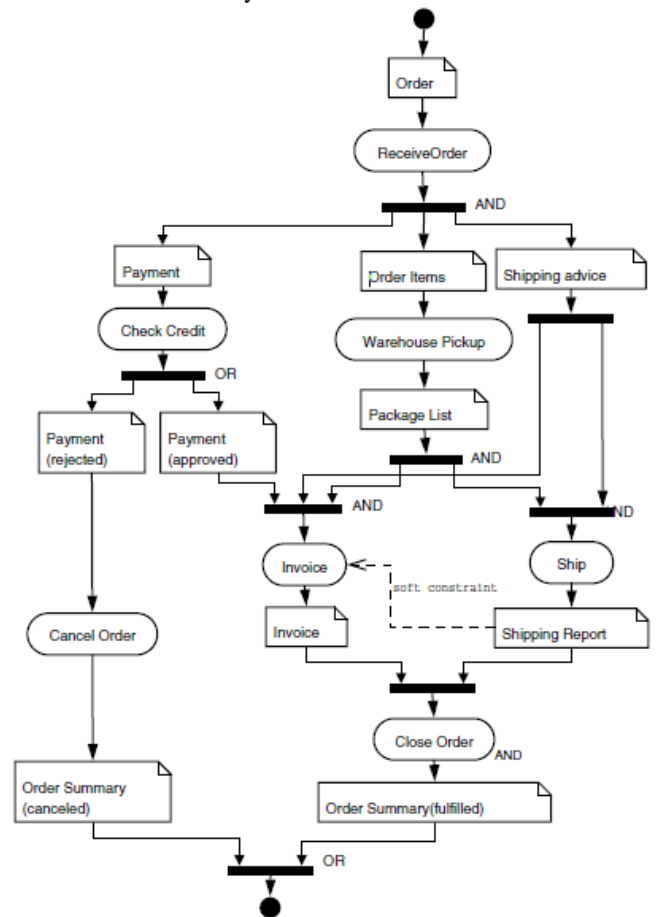 Order
ReceiveOrder
AND
Payment
Order Items
Shipping advice
Check Credit
Warehouse Pickup
OR
Payment
(rejected)
Payment
(approved)
Package List
AND
AND
ND
Invoice
Ship
soft constraint
Cancel Order
Invoice
Shipping Report
Close Order
AND
Order Summary
(canceled)
Order Summary(fulfilled)
OR